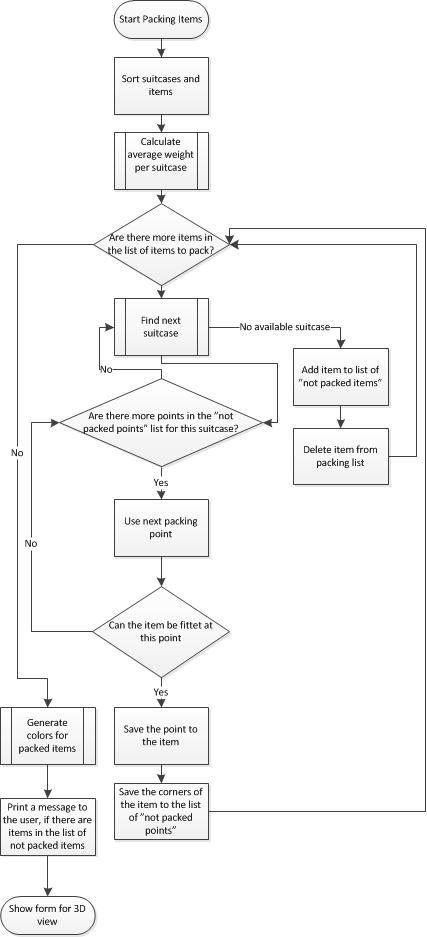 Start Packing Items
Sort suitcases and
items
Calculate
average weight
per suitcase
Are there more items in
the list of items to pack?
Find next
suitcase
No available suitcase
Add item to list of
"not packed items"
No
Are there more points in the "not
packed points" list for this suitcase?
Delete item from
packing list
No
Yes
Use next packing
point
No
Can the item be fittet at
this point
Yes
Generate
colors for
packed items
Save the point to
the item
Print a message to
the user, if there are
items in the list of
not packed items
Save the corners of
the item to the list
of "not packed
points"
Show form for 3D
view